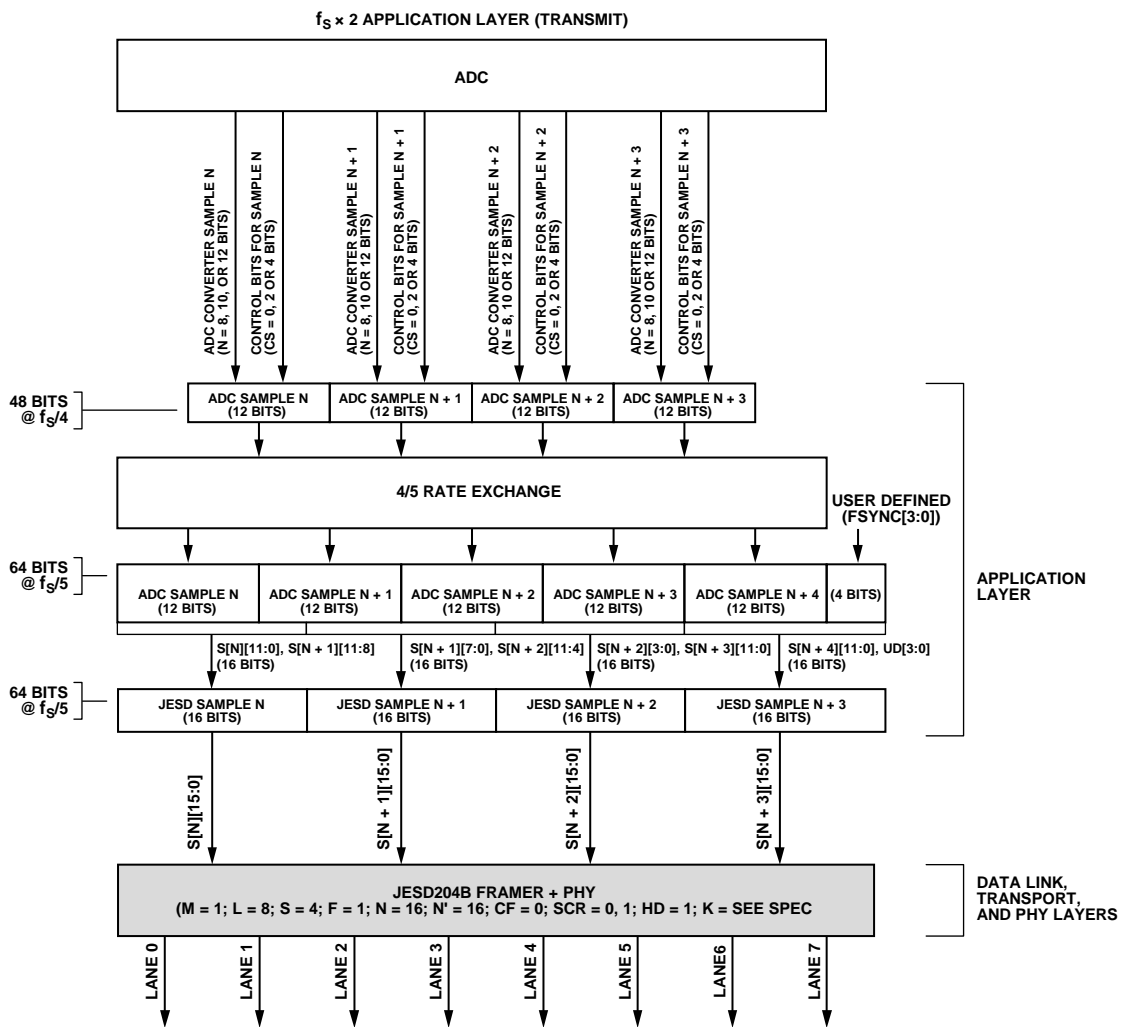 fS × 2 APPLICATION LAYER (TRANSMIT)
ADC
ADC CONVERTER SAMPLE N
(N = 8, 10, OR 12 BITS)
CONTROL BITS FOR SAMPLE N
(CS = 0, 2 OR 4 BITS)
ADC CONVERTER SAMPLE N + 1
(N = 8, 10 OR 12 BITS)
CONTROL BITS FOR SAMPLE N + 1
(CS = 0, 2 OR 4 BITS)
ADC CONVERTER SAMPLE N + 2
(N = 8, 10 OR 12 BITS)
CONTROL BITS FOR SAMPLE N + 2
(CS = 0, 2 OR 4 BITS)
ADC CONVERTER SAMPLE N + 3
(N = 8, 10 OR 12 BITS)
CONTROL BITS FOR SAMPLE N + 3
(CS = 0, 2 OR 4 BITS)
48 BITS
@ fS/4
ADC SAMPLE N
(12 BITS)
ADC SAMPLE N + 1
(12 BITS)
ADC SAMPLE N + 2
(12 BITS)
ADC SAMPLE N + 3
(12 BITS)
4/5 RATE EXCHANGE
USER DEFINED
(FSYNC[3:0])
64 BITS
@ fS/5
ADC SAMPLE N
(12 BITS)
ADC SAMPLE N + 1
(12 BITS)
ADC SAMPLE N + 2
(12 BITS)
ADC SAMPLE N + 3
(12 BITS)
ADC SAMPLE N + 4
(12 BITS)
(4 BITS)
APPLICATION
LAYER
S[N][11:0], S[N + 1][11:8]
(16 BITS)
S[N + 1][7:0], S[N + 2][11:4]
(16 BITS)
S[N + 2][3:0], S[N + 3][11:0]
(16 BITS)
S[N + 4][11:0], UD[3:0]
(16 BITS)
64 BITS
@ fS/5
JESD SAMPLE N
(16 BITS)
JESD SAMPLE N + 1
(16 BITS)
JESD SAMPLE N + 2
(16 BITS)
JESD SAMPLE N + 3
(16 BITS)
S[N][15:0]
S[N + 1][15:0]
S[N + 2][15:0]
S[N + 3][15:0]
JESD204B FRAMER + PHY
(M = 1; L = 8; S = 4; F = 1; N = 16; N' = 16; CF = 0; SCR = 0, 1; HD = 1; K = SEE SPEC
DATA LINK,
TRANSPORT,
AND PHY LAYERS
LANE 0
LANE 1
LANE 2
LANE 3
LANE 4
LANE 5
LANE6
LANE 7